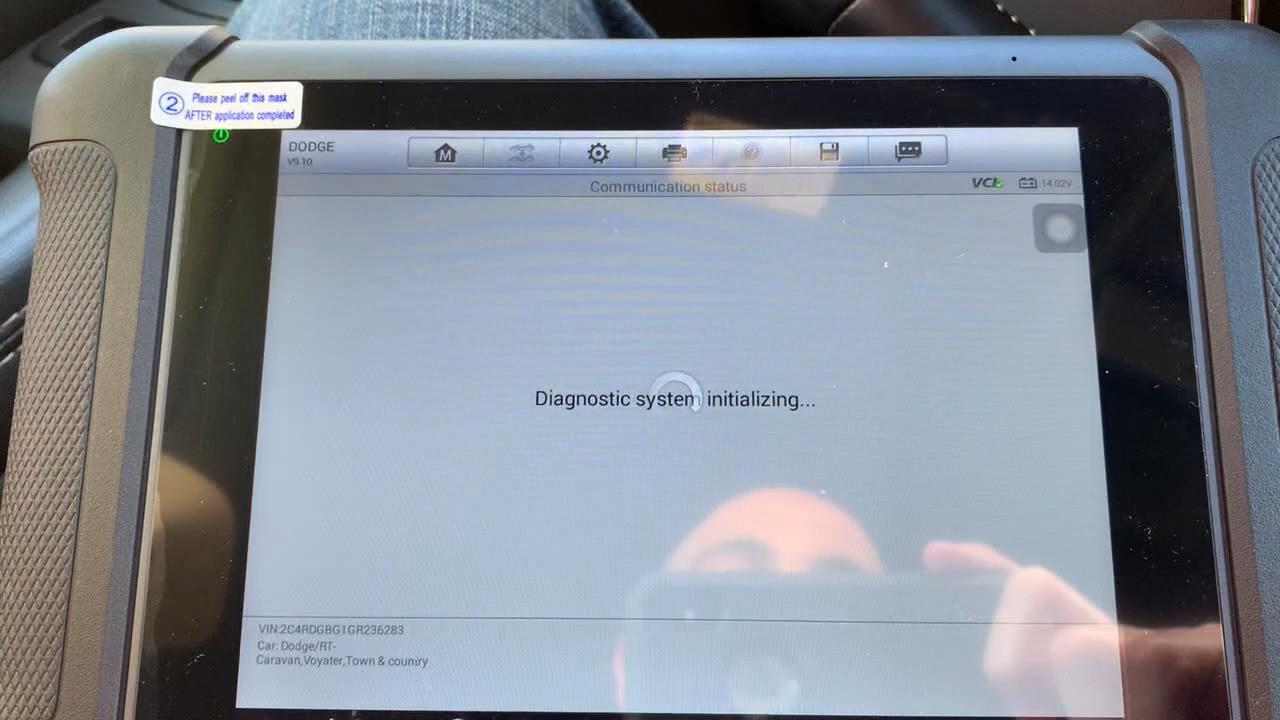 2 Please peel off this mask
AFTER application completed
DODGE
V9.10
M
Communication status
VCI
14.02V
Diagnostic system initializing...
VIN:2C4RDGBG1GR236283
Car: Dodge/RT-
Caravan,Voyater,Town & country